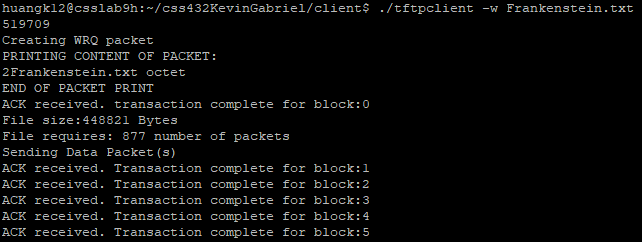 huangk12@csslab9h:~/css432KevinGabriel/client$ ./tftpclient -w Frankenstein.txt
519709
Creating WRQ packet
PRINTING CONTENT OF PACKET:
2Frankenstein.txt octet
END OF PACKET PRINT
ACK received. transaction complete for block:0
File size:448821 Bytes
File requires: 877 number of packets
Sending Data Packet(s)
ACK received. Transaction complete for block:1
ACK received. Transaction complete for block:2
ACK received. Transaction complete for block:3
ACK received. Transaction complete for block:4
ACK received. Transaction complete for block:5